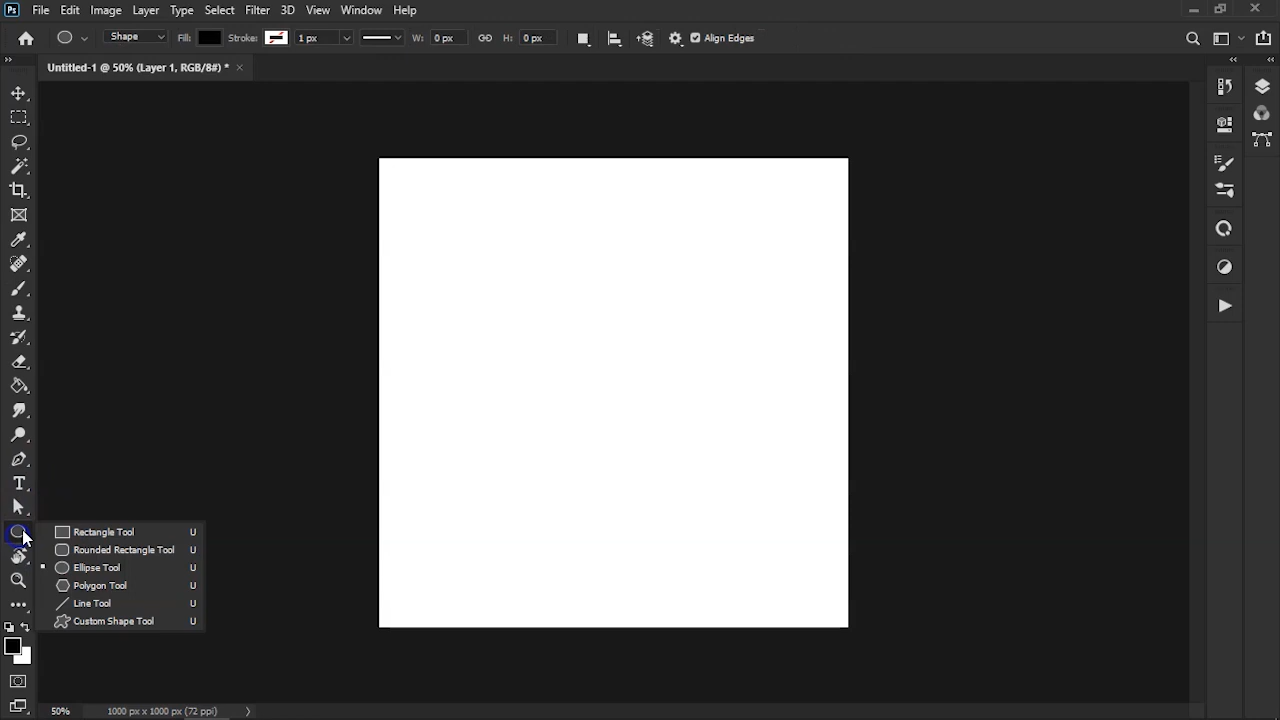 Ps File Edit Image Layer Type Select Filter 3D View Window Help
Shape Fill: Stroke: 1 px W: 0 px H: 0 px Align Edges
Untitled-1 @ 50% (Layer 1, RGB/8#) *
T
Rectangle Tool U
Rounded Rectangle Tool U
Ellipse Tool U
Polygon Tool U
Line Tool U
Custom Shape Tool U
50% 1000 px x 1000 px (72 ppi)